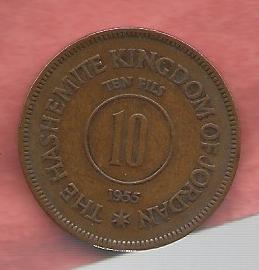 THE HASHEMITE KINGDOM OF JORDAN
TEN FILS
10
1955